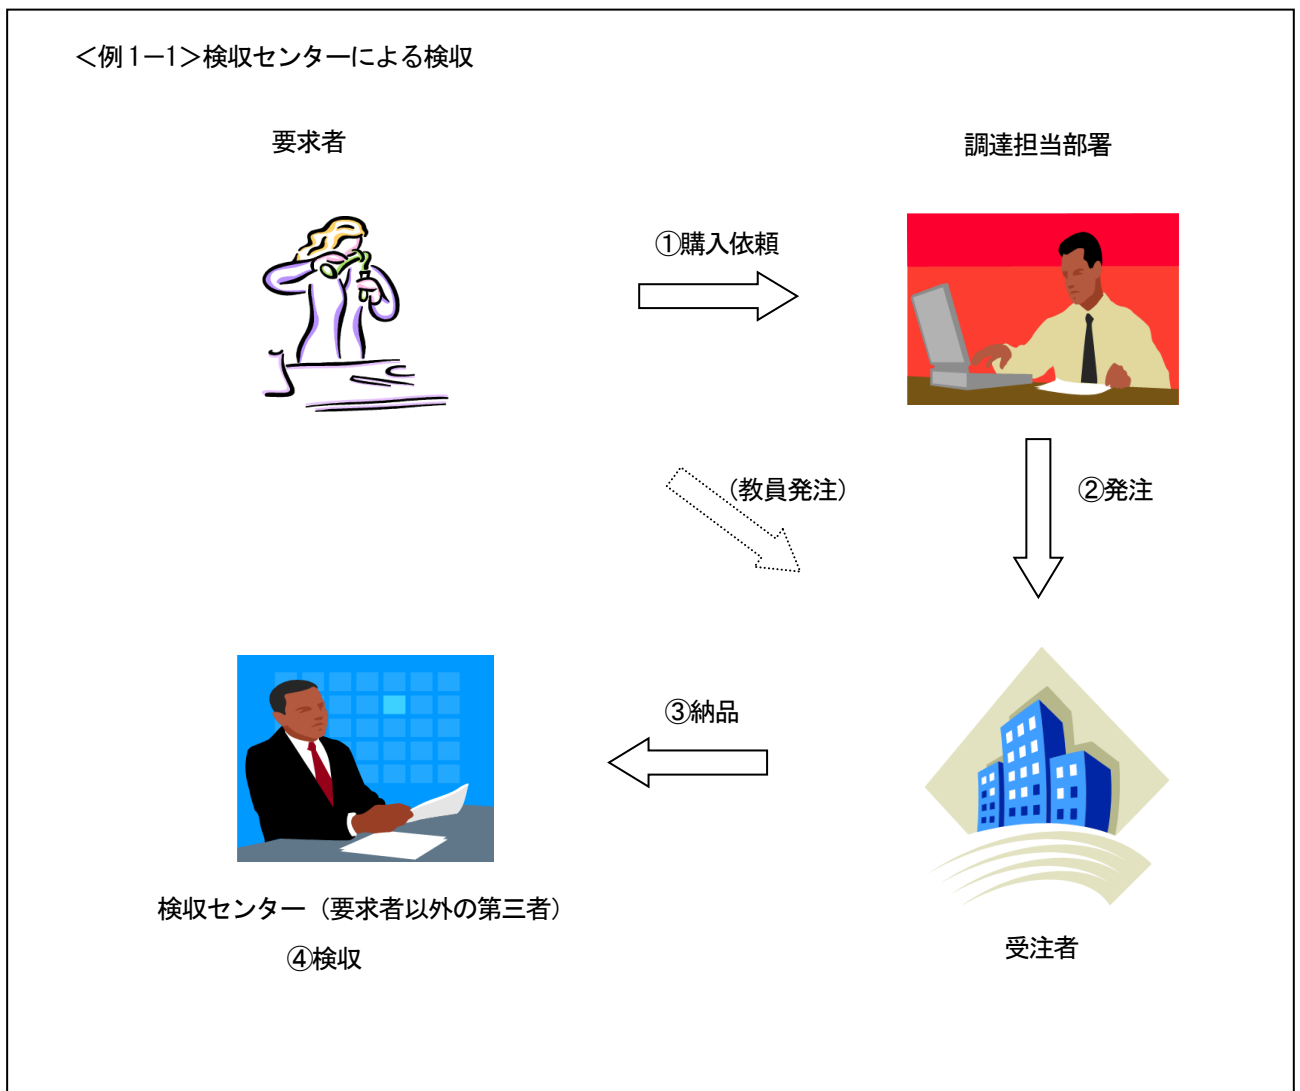 ＜例１－１＞検収センターによる検収
要求者
調達担当部署
①購入依頼
（教員発注）
②発注
③納品
検収センター（要求者以外の第三者）
④検収
受注者